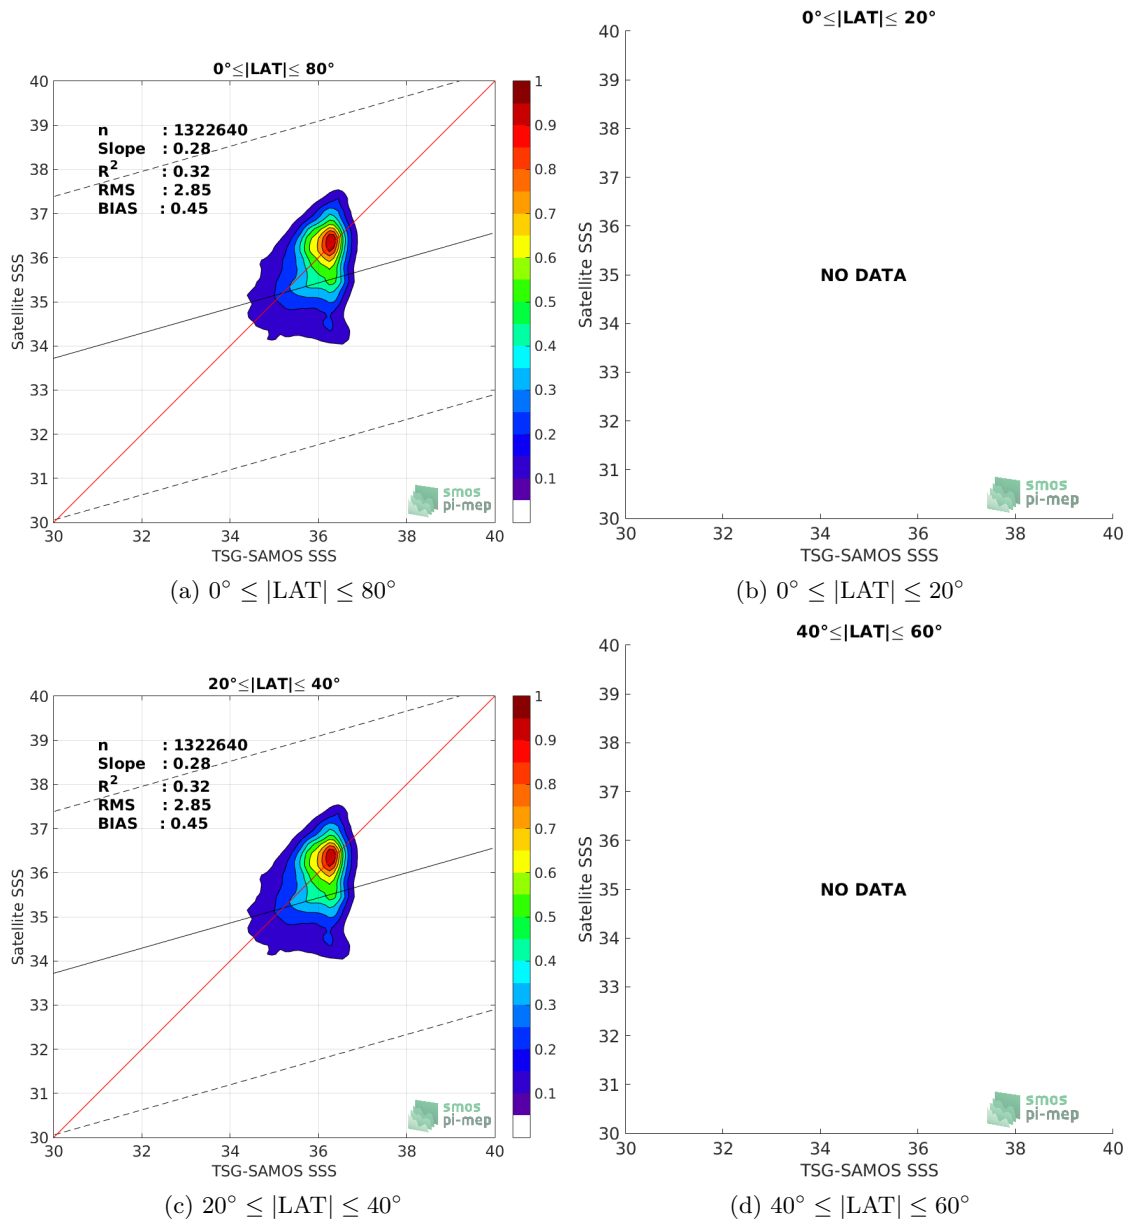 0°≤|LAT|≤ 80°
n : 1322640
Slope : 0.28
R² : 0.32
RMS : 2.85
BIAS : 0.45
40
39
38
37
36
35
34
33
32
31
30
Satellite SSS
30 32 34 36 38 40
TSG-SAMOS SSS
1
0.9
0.8
0.7
0.6
0.5
0.4
0.3
0.2
0.1
smos
pi-mep
(a) 0° ≤ |LAT| ≤ 80°
0°≤|LAT|≤ 20°
40
39
38
37
36
35
34
33
32
31
30
Satellite SSS
NO DATA
smos
pi-mep
30 32 34 36 38 40
TSG-SAMOS SSS
(b) 0° ≤ |LAT| ≤ 20°
20°≤|LAT|≤ 40°
n : 1322640
Slope : 0.28
R² : 0.32
RMS : 2.85
BIAS : 0.45
40
39
38
37
36
35
34
33
32
31
30
Satellite SSS
30 32 34 36 38 40
TSG-SAMOS SSS
1
0.9
0.8
0.7
0.6
0.5
0.4
0.3
0.2
0.1
smos
pi-mep
(c) 20° ≤ |LAT| ≤ 40°
40°≤|LAT|≤ 60°
40
39
38
37
36
35
34
33
32
31
30
Satellite SSS
NO DATA
smos
pi-mep
30 32 34 36 38 40
TSG-SAMOS SSS
(d) 40° ≤ |LAT| ≤ 60°